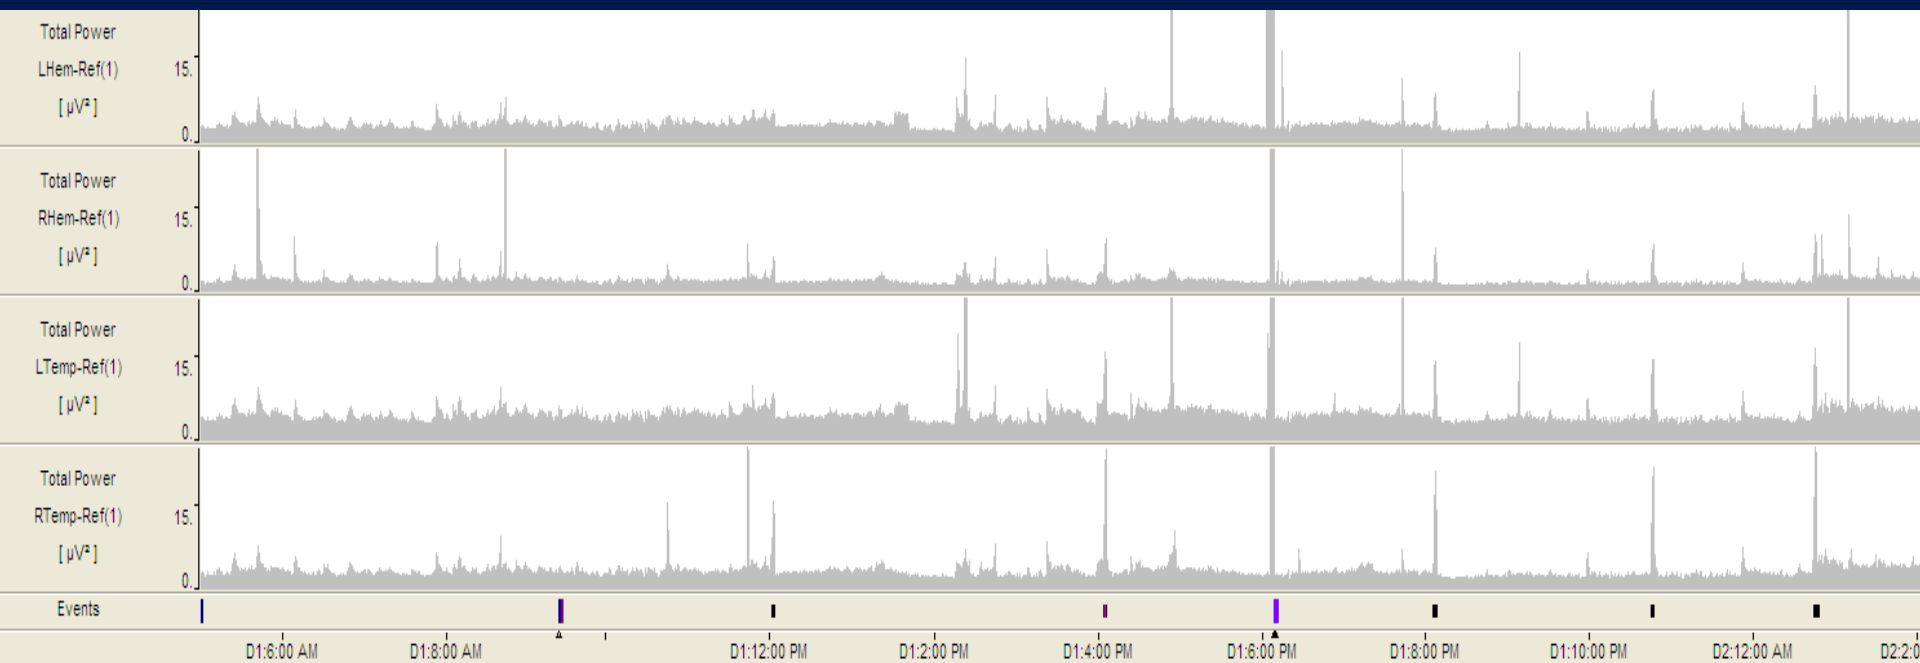 Total Power
LHem-Ref(1) 15.
[ µV² ]
0.
Total Power
RHem-Ref(1) 15.
[ µV² ]
0.
Total Power
LTemp-Ref(1) 15.
[ µV² ]
0.
Total Power
RTemp-Ref(1) 15.
[ µV² ]
0.
Events
D1:6:00 AM D1:8:00 AM D1:12:00 PM D1:2:00 PM D1:4:00 PM D1:6:00 PM D1:8:00 PM D1:10:00 PM D2:12:00 AM D2:2:0